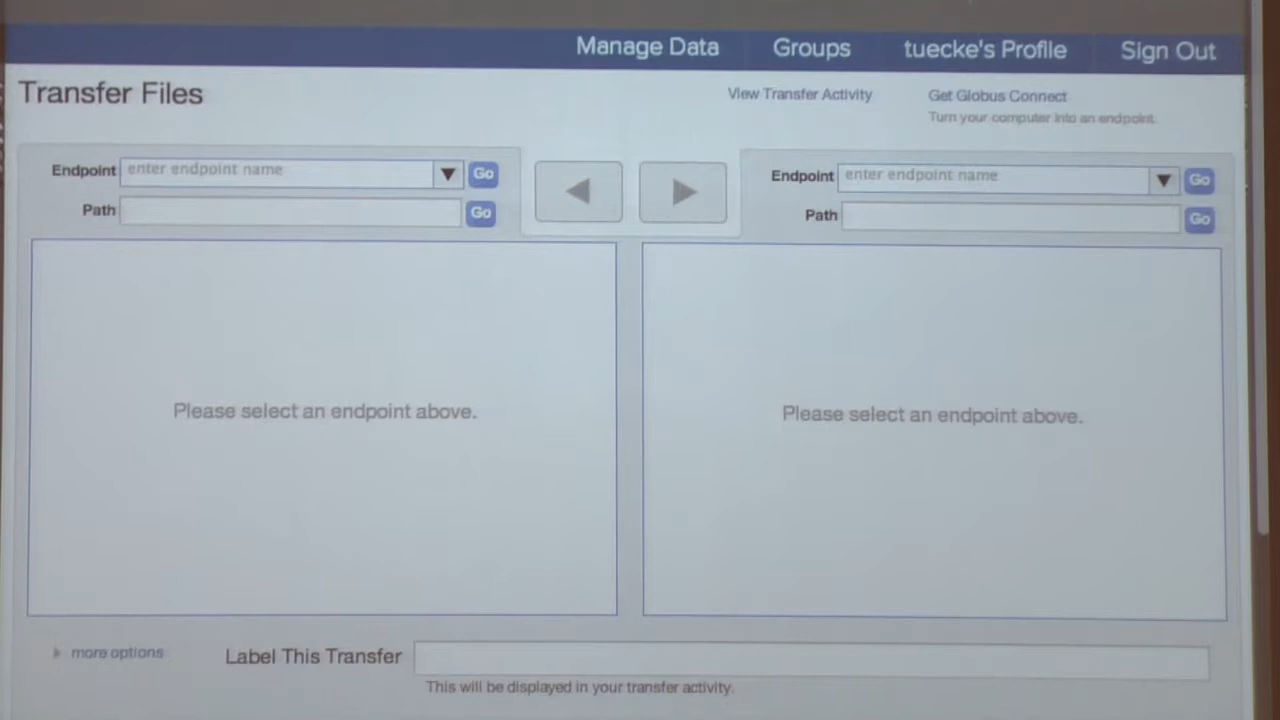 Manage Data Groups tuecke's Profile Sign Out
Transfer Files
View Transfer Activity
Get Globus Connect
Turn your computer into an endpoint.
Endpoint enter endpoint name Go
Path Go
Endpoint enter endpoint name Go
Path Go
Please select an endpoint above.
Please select an endpoint above.
more options
Label This Transfer
This will be displayed in your transfer activity.